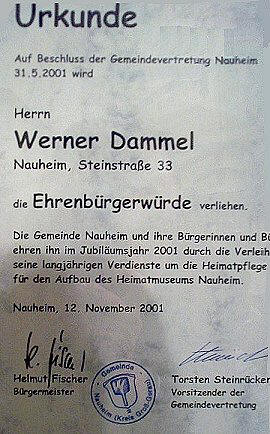 Urkunde
Auf Beschluss der Gemeindevertretung Nauheim
31.5.2001 wird
Herrn
Werner Dammel
Nauheim, Steinstraße 33
die Ehrenbürgerwürde verliehen.
Die Gemeinde Nauheim und ihre Bürgerinnen und Bü
ehren ihn im Jubiläumsjahr 2001 durch die Verleih
seine langjährigen Verdienste um die Heimatpflege
für den Aufbau des Heimatmuseums Nauheim.
Nauheim, 12. November 2001
Helmut Fischer
Bürgermeister
Gemeinde
Nauheim (Kreis Groß-Gerau)
Torsten Steinrücken
Vorsitzender der
Gemeindevertretung